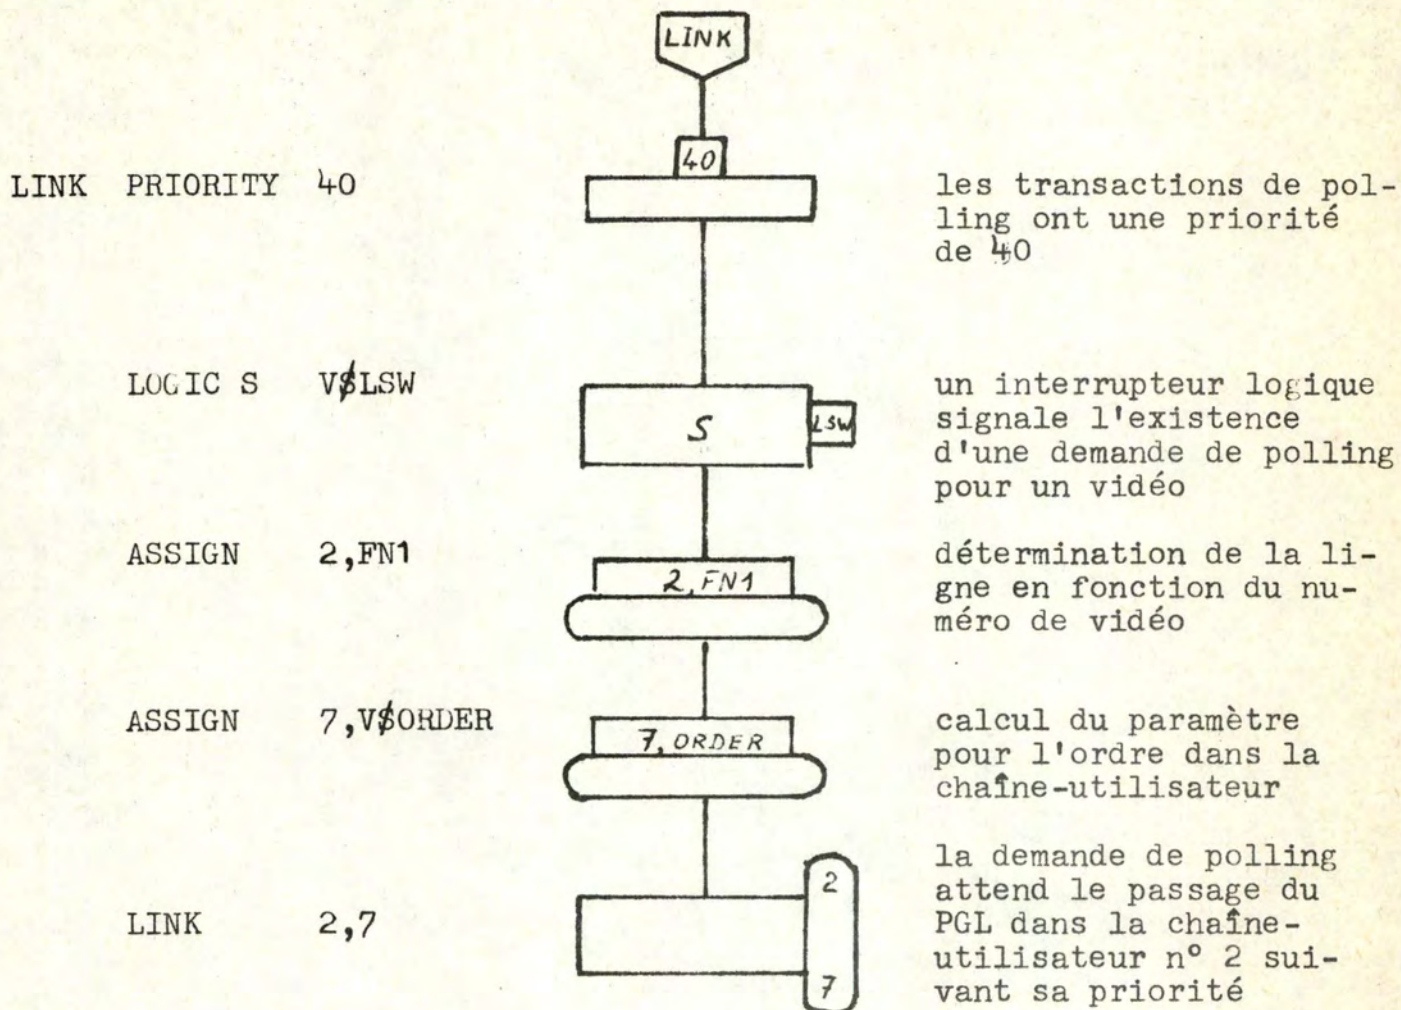 LINK
40
LINK PRIORITY 40
les transactions de pol-
ling ont une priorité
de 40
LOGIC S V$LSW
S
LSW
un interrupteur logique
signale l'existence
d'une demande de polling
pour un vidéo
ASSIGN 2,FN1
2, FN1
détermination de la li-
gne en fonction du nu-
méro de vidéo
ASSIGN 7,V$ORDER
7, ORDER
calcul du paramètre
pour l'ordre dans la
chaîne-utilisateur
LINK 2,7
2
7
la demande de polling
attend le passage du
PGL dans la chaîne-
utilisateur n° 2 sui-
vant sa priorité